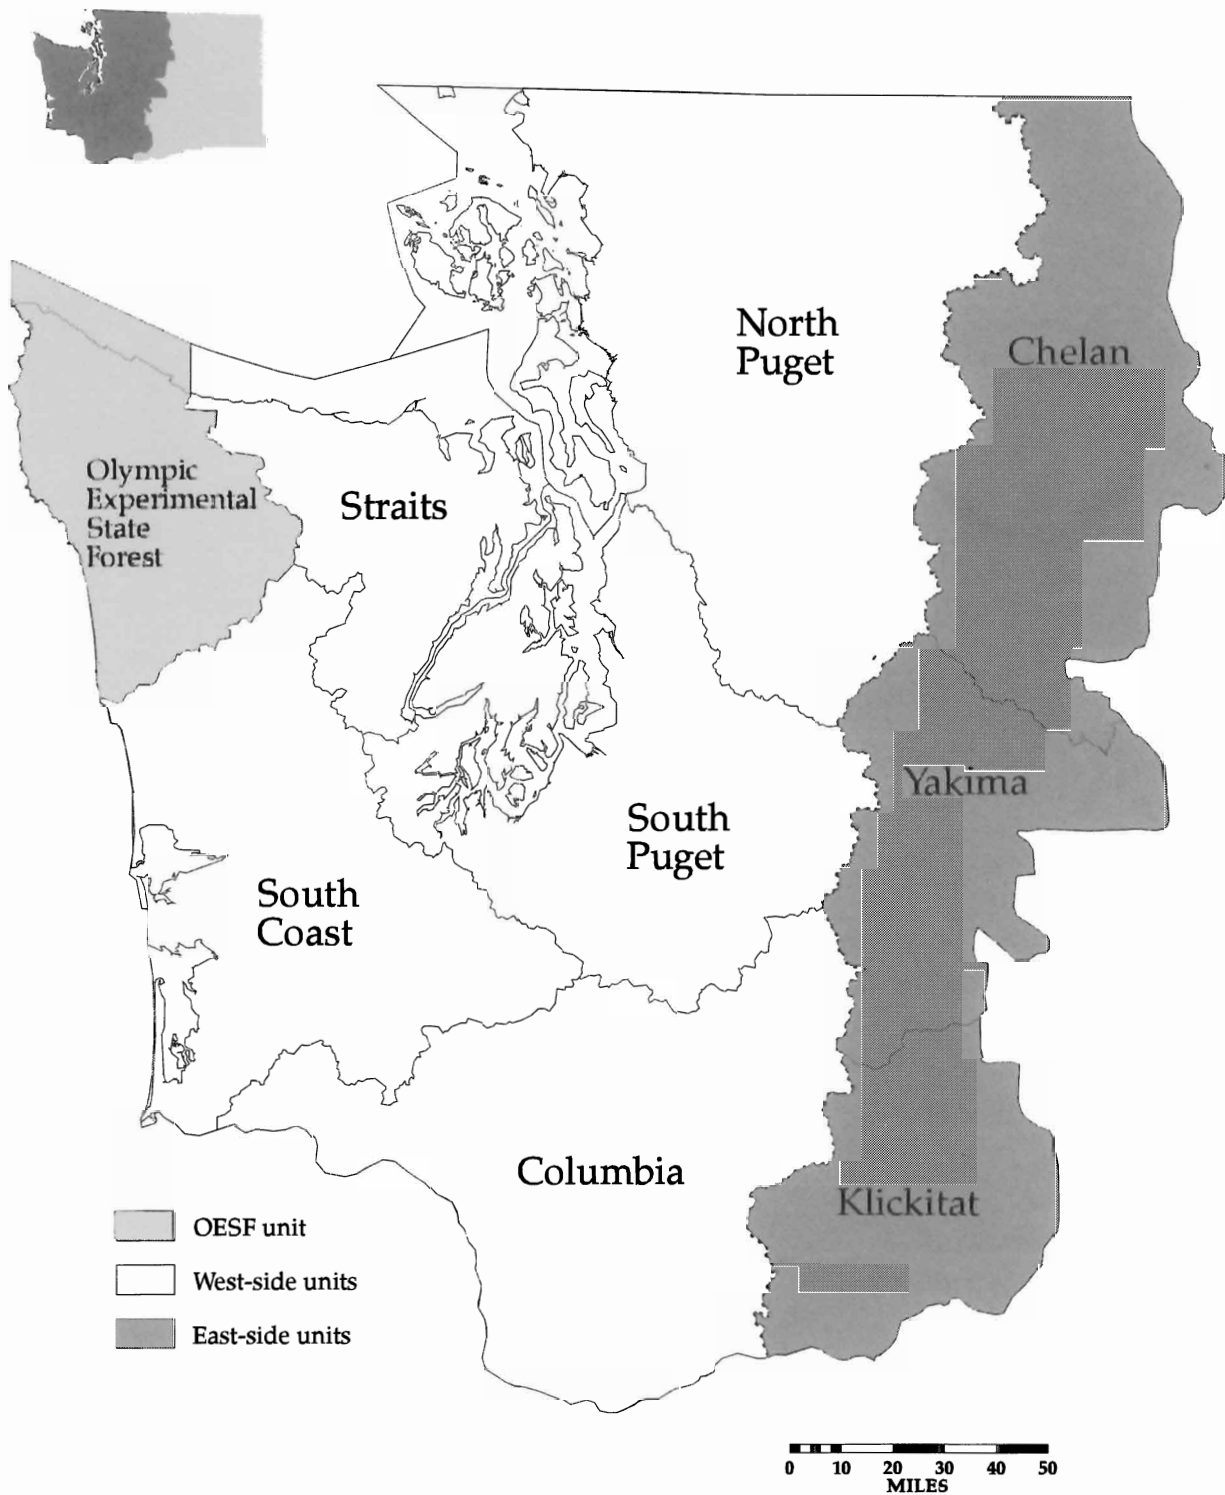 North
Puget
Chelan
Olympic
Experimental
State
Forest
Straits
Yakima
South
Puget
South
Coast
Columbia
Klickitat
OESF unit
West-side units
East-side units
0 10 20 30 40 50
MILES